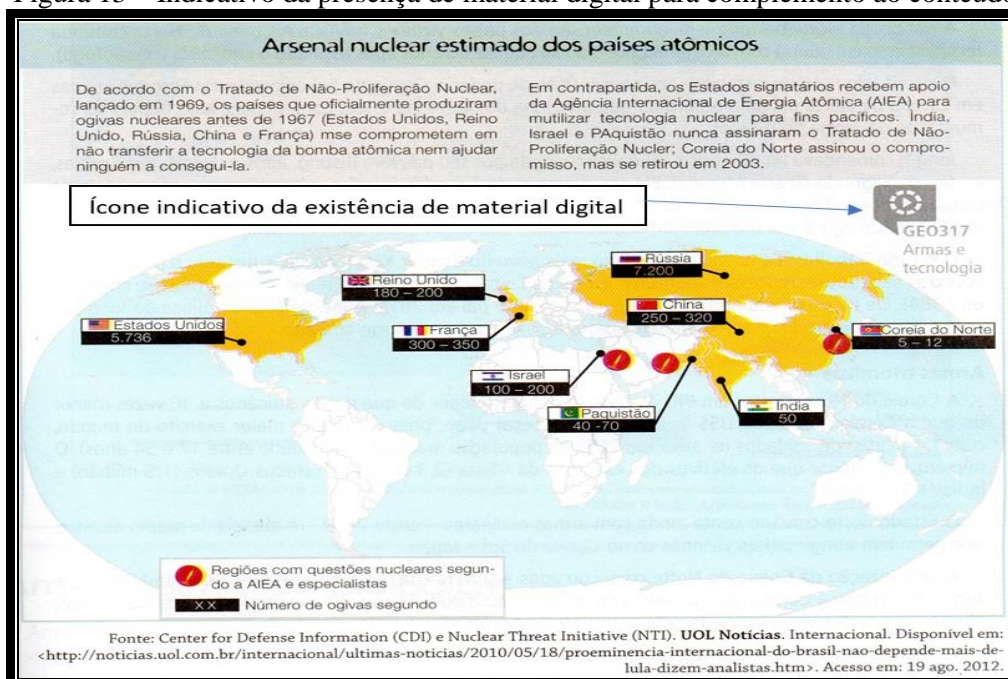 Figura 13 – Indicativo da presença de material digital para complemento ao conteúdo
Arsenal nuclear estimado dos países atômicos
De acordo com o Tratado de Não-Proliferação Nuclear,
lançado em 1969, os países que oficialmente produziram
ogivas nucleares antes de 1967 (Estados Unidos, Reino
Unido, Rússia, China e França) mse comprometem em
não transferir a tecnologia da bomba atômica nem ajudar
ninguém a consegui-la.
Em contrapartida, os Estados signatários recebem apoio
da Agência Internacional de Energia Atômica (AIEA) para
mutilizar tecnologia nuclear para fins pacíficos. Índia,
Israel e PAquistão nunca assinaram o Tratado de Não-
Proliferação Nucler; Coreia do Norte assinou o compro-
misso, mas se retirou em 2003.
Ícone indicativo da existência de material digital
GEO317
Armas e
tecnologia
Rússia
7.200
Reino Unido
180 – 200
China
250 – 320
Estados Unidos
5.736
França
300 – 350
Coreia do Norte
5 – 12
Israel
100 – 200
Paquistão
40 -70
Índia
50
Regiões com questões nucleares segun-
do a AIEA e especialistas
X X Número de ogivas segundo
Fonte: Center for Defense Information (CDI) e Nuclear Threat Initiative (NTI). UOL Notícias. Internacional. Disponível em:
<http://noticias.uol.com.br/internacional/ultimas-noticias/2010/05/18/proeminencia-internacional-do-brasil-nao-depende-mais-de-
lula-dizem-analistas.htm>. Acesso em: 19 ago. 2012.